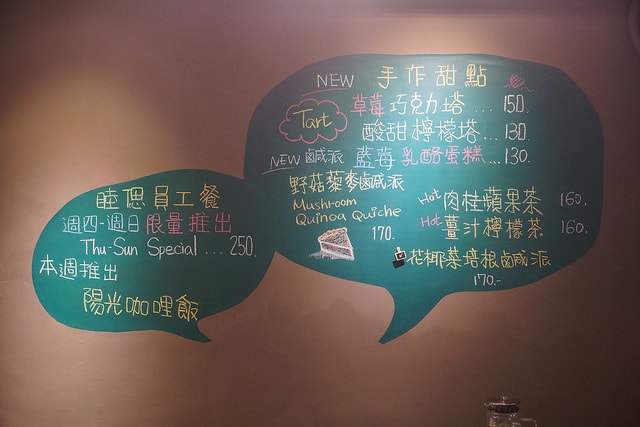 睦偲員工餐
週四-週日限量推出
Thu-Sun Special ... 250.
本週推出
陽光咖哩飯
NEW 手作甜點
Tart
草莓巧克力塔 ... 150.
酸甜檸檬塔... 130.
NEW 鹹派 藍莓乳酪蛋糕... 130.
野菇藜麥鹹派
Mushroom
Quinoa Quiche
170.
Hot 肉桂蘋果茶 160.
Hot 薑汁檸檬茶 160.
花椰菜培根鹹派
170.-